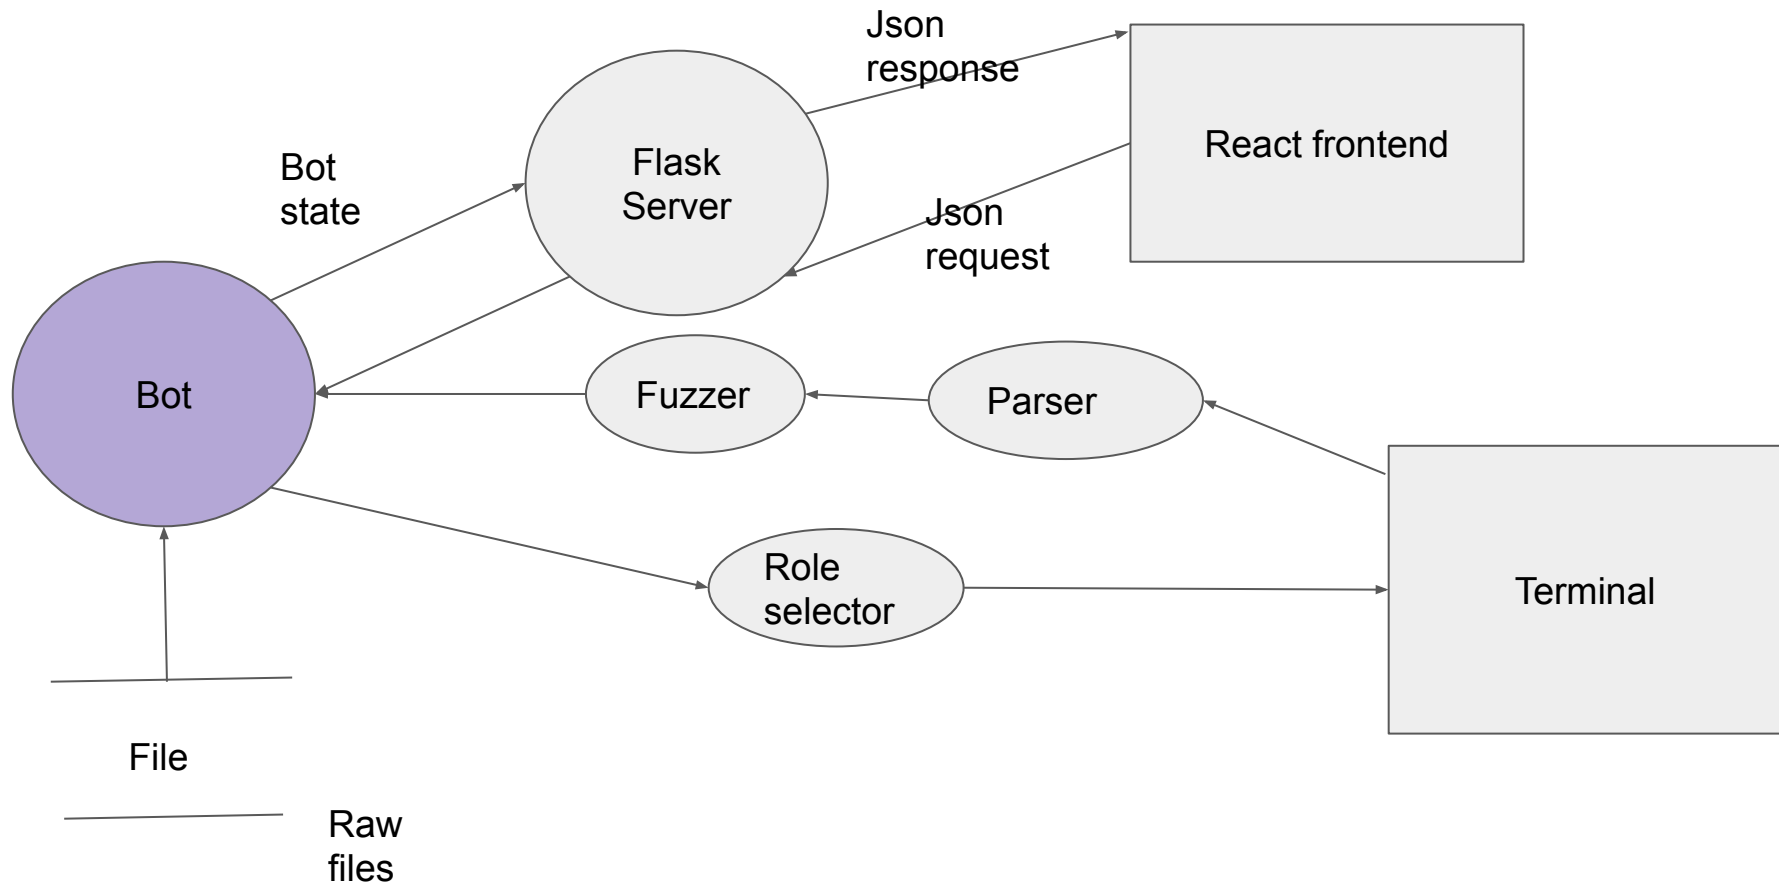 Json
response
React frontend
Flask
Server
Bot
state
Json
request
Bot
Fuzzer
Parser
Role
selector
Terminal
File
Raw
files